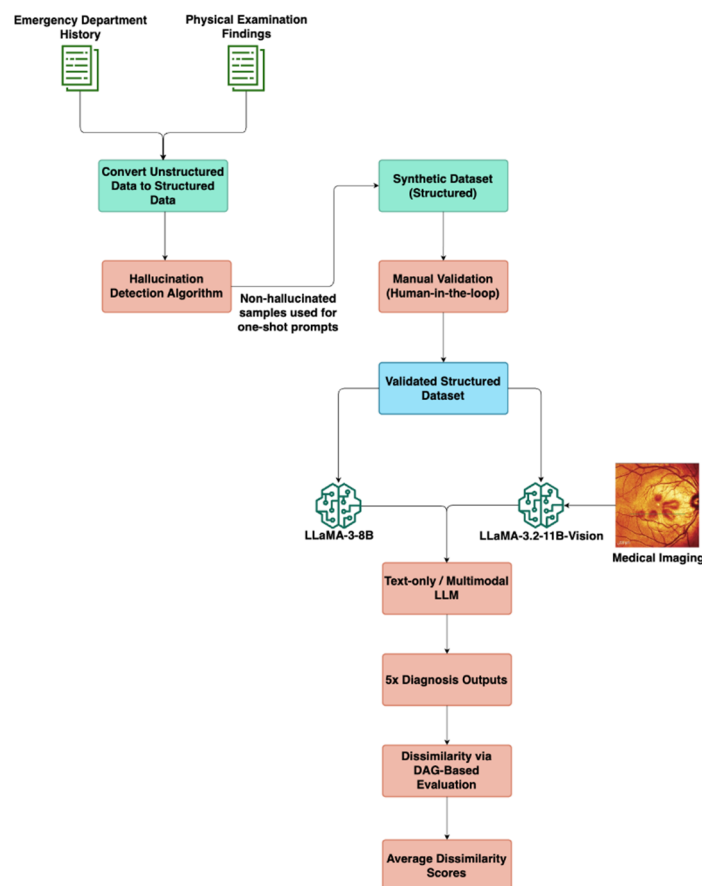 Emergency Department
History
Physical Examination
Findings
Convert Unstructured
Data to Structured
Data
Synthetic Dataset
(Structured)
Hallucination
Detection Algorithm
Non-hallucinated
samples used for
one-shot prompts
Manual Validation
(Human-in-the-loop)
Validated Structured
Dataset
LLaMA-3-8B
LLaMA-3.2-11B-Vision
Medical Imaging
Text-only / Multimodal
LLM
5x Diagnosis Outputs
Dissimilarity via
DAG-Based
Evaluation
Average Dissimilarity
Scores